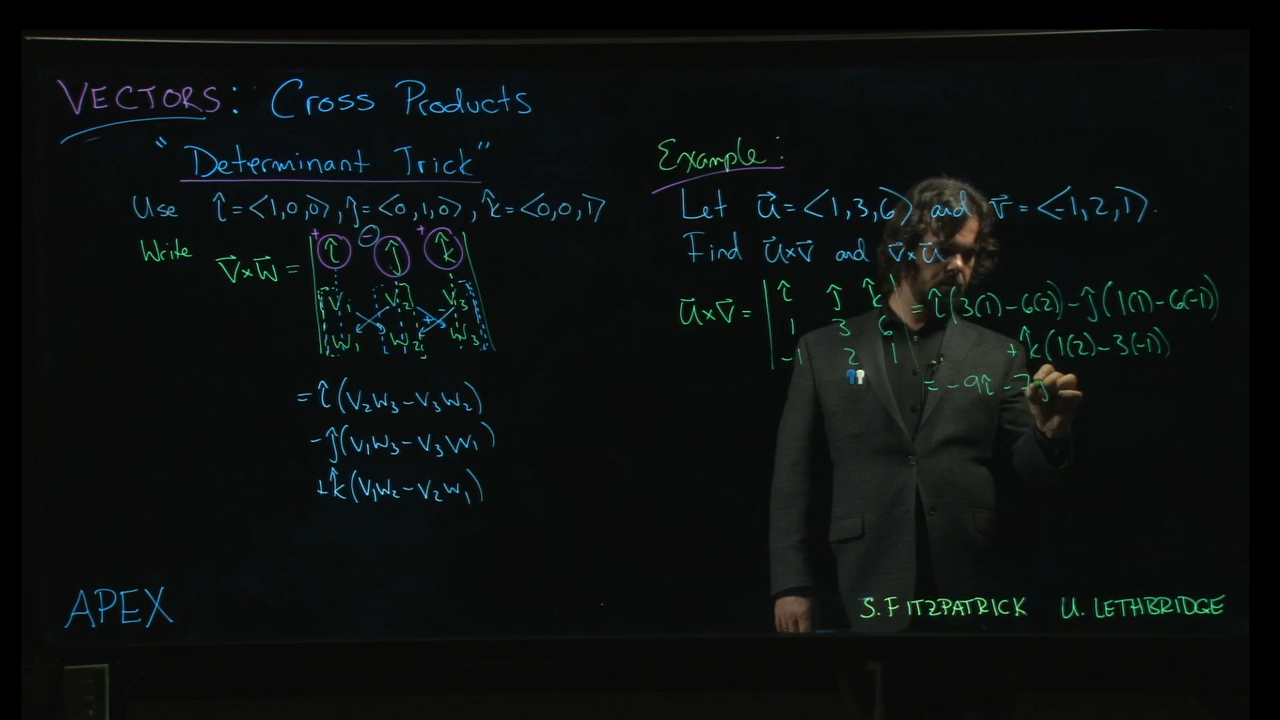 VECTORS: Cross Products
"Determinant Trick"
Use î=<1,0,0>, ĵ=<0,1,0>, k̂=<0,0,1>
Write v⃗×w⃗ =
+ − +
î ĵ k̂
v₁ v₂ v₃
w₁ w₂ w₃
= î(v₂w₃−v₃w₂)
−ĵ(v₁w₃−v₃w₁)
+k̂(v₁w₂−v₂w₁)
APEX
Example:
Let u⃗=<1,3,6> and v⃗=<-1,2,1>.
Find u⃗×v⃗ and v⃗×u⃗
u⃗×v⃗ = | î ĵ k̂ | = î(3(1)−6(2))−ĵ(1(1)−6(-1))
1 3 6 + k̂(1(2)−3(-1))
-1 2 1
= -9î -7ĵ
S. FITZPATRICK U. LETHBRIDGE